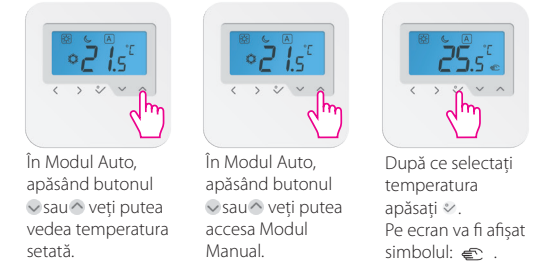 21.5 °C
21.5 °C
25.5 °C
În Modul Auto,
apăsând butonul
sau veți putea
vedea temperatura
setată.
În Modul Auto,
apăsând butonul
sau veți putea
accesa Modul
Manual.
După ce selectați
temperatura
apăsați .
Pe ecran va fi afișat
simbolul: .